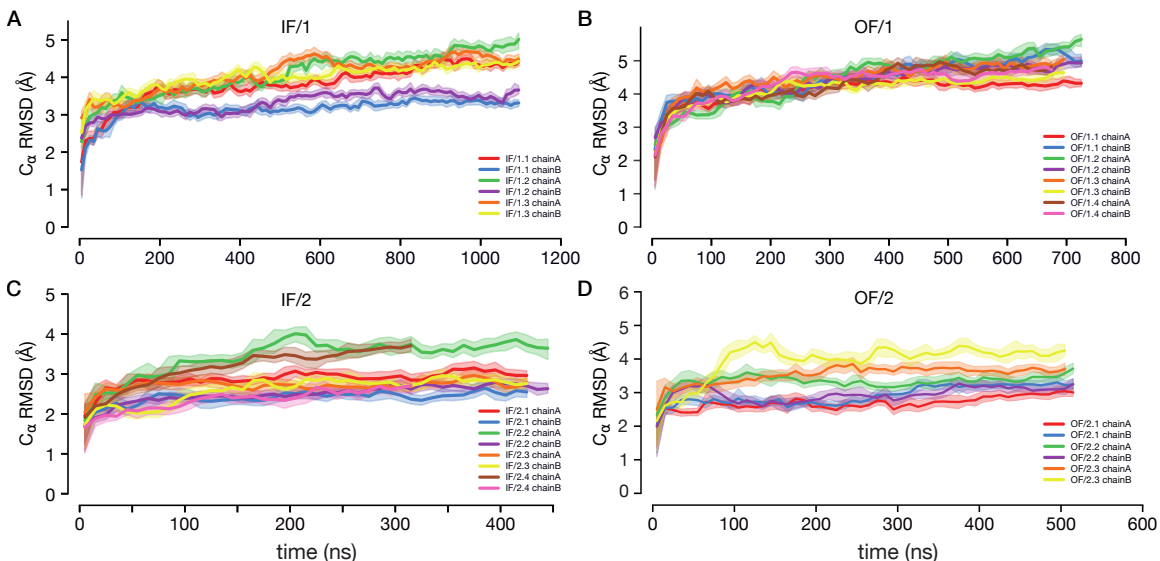 A
IF/1
Cα RMSD (Å)
5
4
3
2
1
0
0 200 400 600 800 1000 1200
IF/1.1 chainA
IF/1.1 chainB
IF/1.2 chainA
IF/1.2 chainB
IF/1.3 chainA
IF/1.3 chainB
B
OF/1
Cα RMSD (Å)
5
4
3
2
1
0
0 100 200 300 400 500 600 700 800
OF/1.1 chainA
OF/1.1 chainB
OF/1.2 chainA
OF/1.2 chainB
OF/1.3 chainA
OF/1.3 chainB
OF/1.4 chainA
OF/1.4 chainB
C
IF/2
Cα RMSD (Å)
5
4
3
2
1
0
0 100 200 300 400
time (ns)
IF/2.1 chainA
IF/2.1 chainB
IF/2.2 chainA
IF/2.2 chainB
IF/2.3 chainA
IF/2.3 chainB
IF/2.4 chainA
IF/2.4 chainB
D
OF/2
Cα RMSD (Å)
6
5
4
3
2
1
0
0 100 200 300 400 500 600
time (ns)
OF/2.1 chainA
OF/2.1 chainB
OF/2.2 chainA
OF/2.2 chainB
OF/2.3 chainA
OF/2.3 chainB